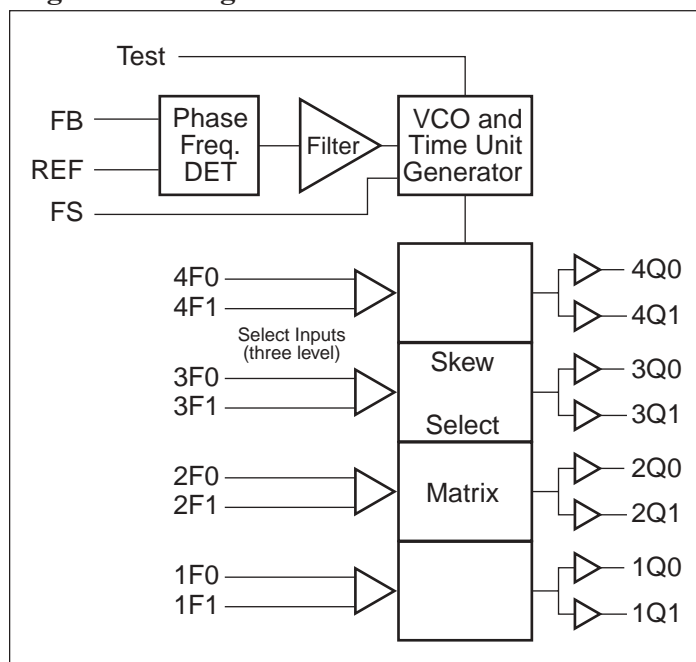 Test
FB
REF
FS
Phase
Freq.
DET
Filter
VCO and
Time Unit
Generator
4F0
4F1
Select Inputs
(three level)
3F0
3F1
2F0
2F1
1F0
1F1
Skew
Select
Matrix
4Q0
4Q1
3Q0
3Q1
2Q0
2Q1
1Q0
1Q1